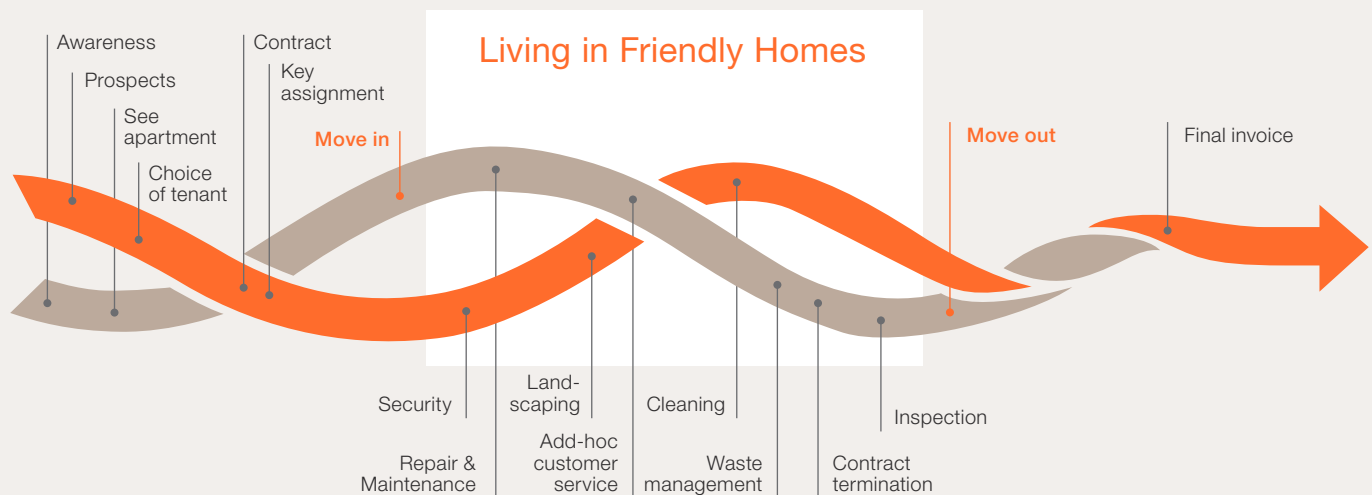 Living in Friendly Homes
Awareness
Prospects
See
apartment
Choice
of tenant
Contract
Key
assignment
Move in
Move out
Final invoice
Security
Repair &
Maintenance
Land-
scaping
Add-hoc
customer
service
Cleaning
Waste
management
Contract
termination
Inspection